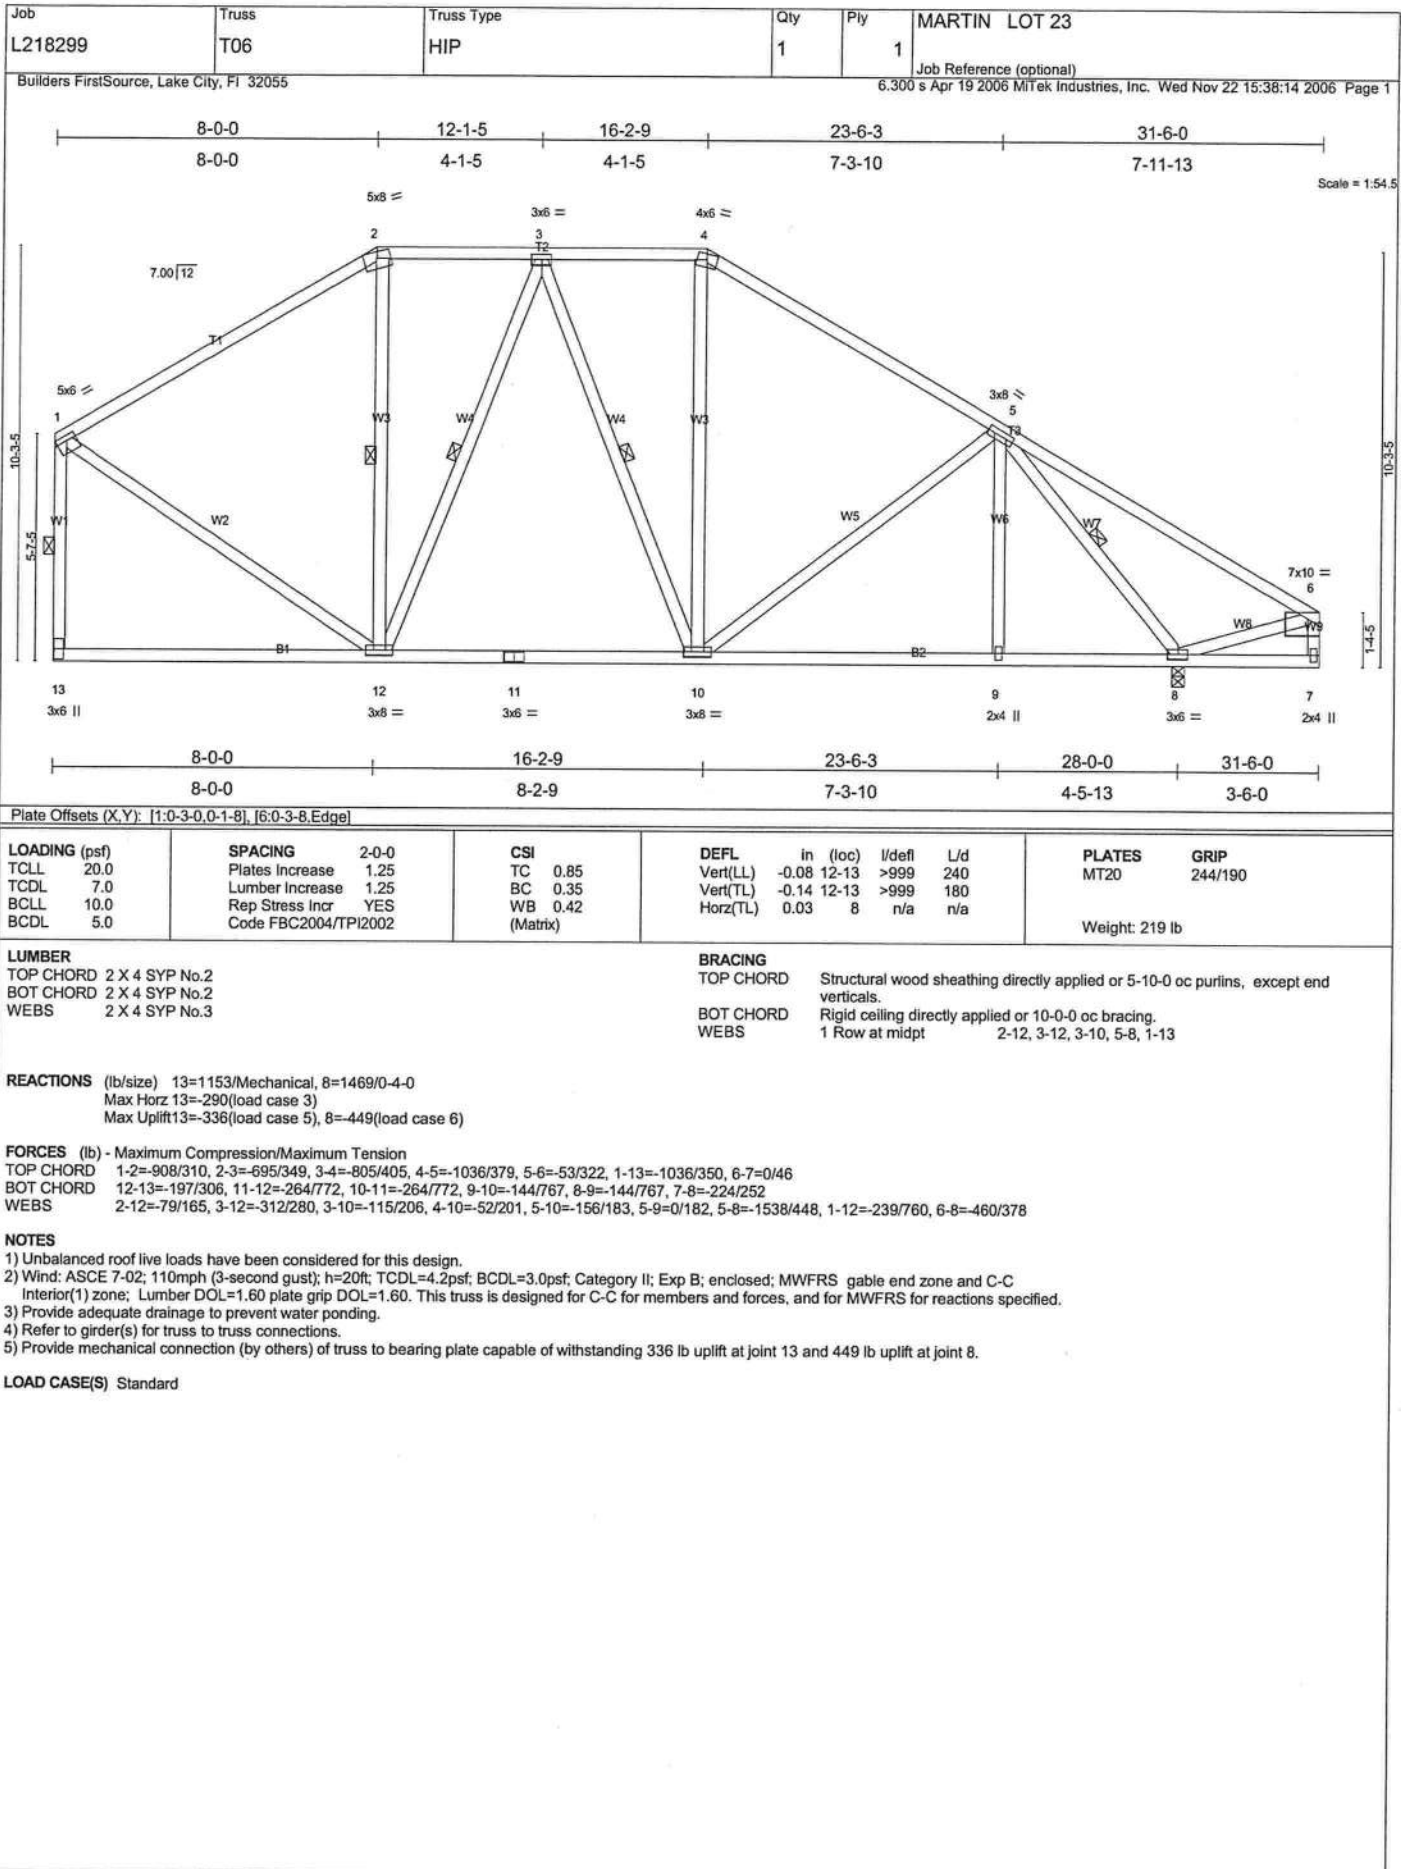 Job Truss Truss Type Qty Ply MARTIN LOT 23
L218299 T06 HIP 1 1
Job Reference (optional)
Builders FirstSource, Lake City, Fl 32055 6.300 s Apr 19 2006 MiTek Industries, Inc. Wed Nov 22 15:38:14 2006 Page 1
8-0-0 12-1-5 16-2-9 23-6-3 31-6-0
8-0-0 4-1-5 4-1-5 7-3-10 7-11-13
Scale = 1:54.5
5x8 =
3x6 = 4x6 =
2 3 4
T2
7.00 12
T1
5x6 =
1
3x8 =
5
T3
10-3-5
5-7-5
W3 W4 W4 W3
10-3-5
W1 W2 W5 W6 W7
7x10 =
6
W8 W9
1-4-5
B1 B2
13 12 11 10 9 8 7
3x6 || 3x8 = 3x6 = 3x8 = 2x4 || 3x6 = 2x4 ||
8-0-0 16-2-9 23-6-3 28-0-0 31-6-0
8-0-0 8-2-9 7-3-10 4-5-13 3-6-0
Plate Offsets (X,Y): [1:0-3-0,0-1-8], [6:0-3-8,Edge]
LOADING (psf) SPACING 2-0-0 CSI DEFL in (loc) l/defl L/d PLATES GRIP
TCLL 20.0 Plates Increase 1.25 TC 0.85 Vert(LL) -0.08 12-13 >999 240 MT20 244/190
TCDL 7.0 Lumber Increase 1.25 BC 0.35 Vert(TL) -0.14 12-13 >999 180
BCLL 10.0 Rep Stress Incr YES WB 0.42 Horz(TL) 0.03 8 n/a n/a
BCDL 5.0 Code FBC2004/TPI2002 (Matrix) Weight: 219 lb
LUMBER
TOP CHORD 2 X 4 SYP No.2
BOT CHORD 2 X 4 SYP No.2
WEBS 2 X 4 SYP No.3
BRACING
TOP CHORD Structural wood sheathing directly applied or 5-10-0 oc purlins, except end
verticals.
BOT CHORD Rigid ceiling directly applied or 10-0-0 oc bracing.
WEBS 1 Row at midpt 2-12, 3-12, 3-10, 5-8, 1-13
REACTIONS (lb/size) 13=1153/Mechanical, 8=1469/0-4-0
Max Horz 13=-290(load case 3)
Max Uplift13=-336(load case 5), 8=-449(load case 6)
FORCES (lb) - Maximum Compression/Maximum Tension
TOP CHORD 1-2=-908/310, 2-3=-695/349, 3-4=-805/405, 4-5=-1036/379, 5-6=-53/322, 1-13=-1036/350, 6-7=0/46
BOT CHORD 12-13=-197/306, 11-12=-264/772, 10-11=-264/772, 9-10=-144/767, 8-9=-144/767, 7-8=-224/252
WEBS 2-12=-79/165, 3-12=-312/280, 3-10=-115/206, 4-10=-52/201, 5-10=-156/183, 5-9=0/182, 5-8=-1538/448, 1-12=-239/760, 6-8=-460/378
NOTES
1) Unbalanced roof live loads have been considered for this design.
2) Wind: ASCE 7-02; 110mph (3-second gust); h=20ft; TCDL=4.2psf; BCDL=3.0psf; Category II; Exp B; enclosed; MWFRS gable end zone and C-C
Interior(1) zone; Lumber DOL=1.60 plate grip DOL=1.60. This truss is designed for C-C for members and forces, and for MWFRS for reactions specified.
3) Provide adequate drainage to prevent water ponding.
4) Refer to girder(s) for truss to truss connections.
5) Provide mechanical connection (by others) of truss to bearing plate capable of withstanding 336 lb uplift at joint 13 and 449 lb uplift at joint 8.
LOAD CASE(S) Standard